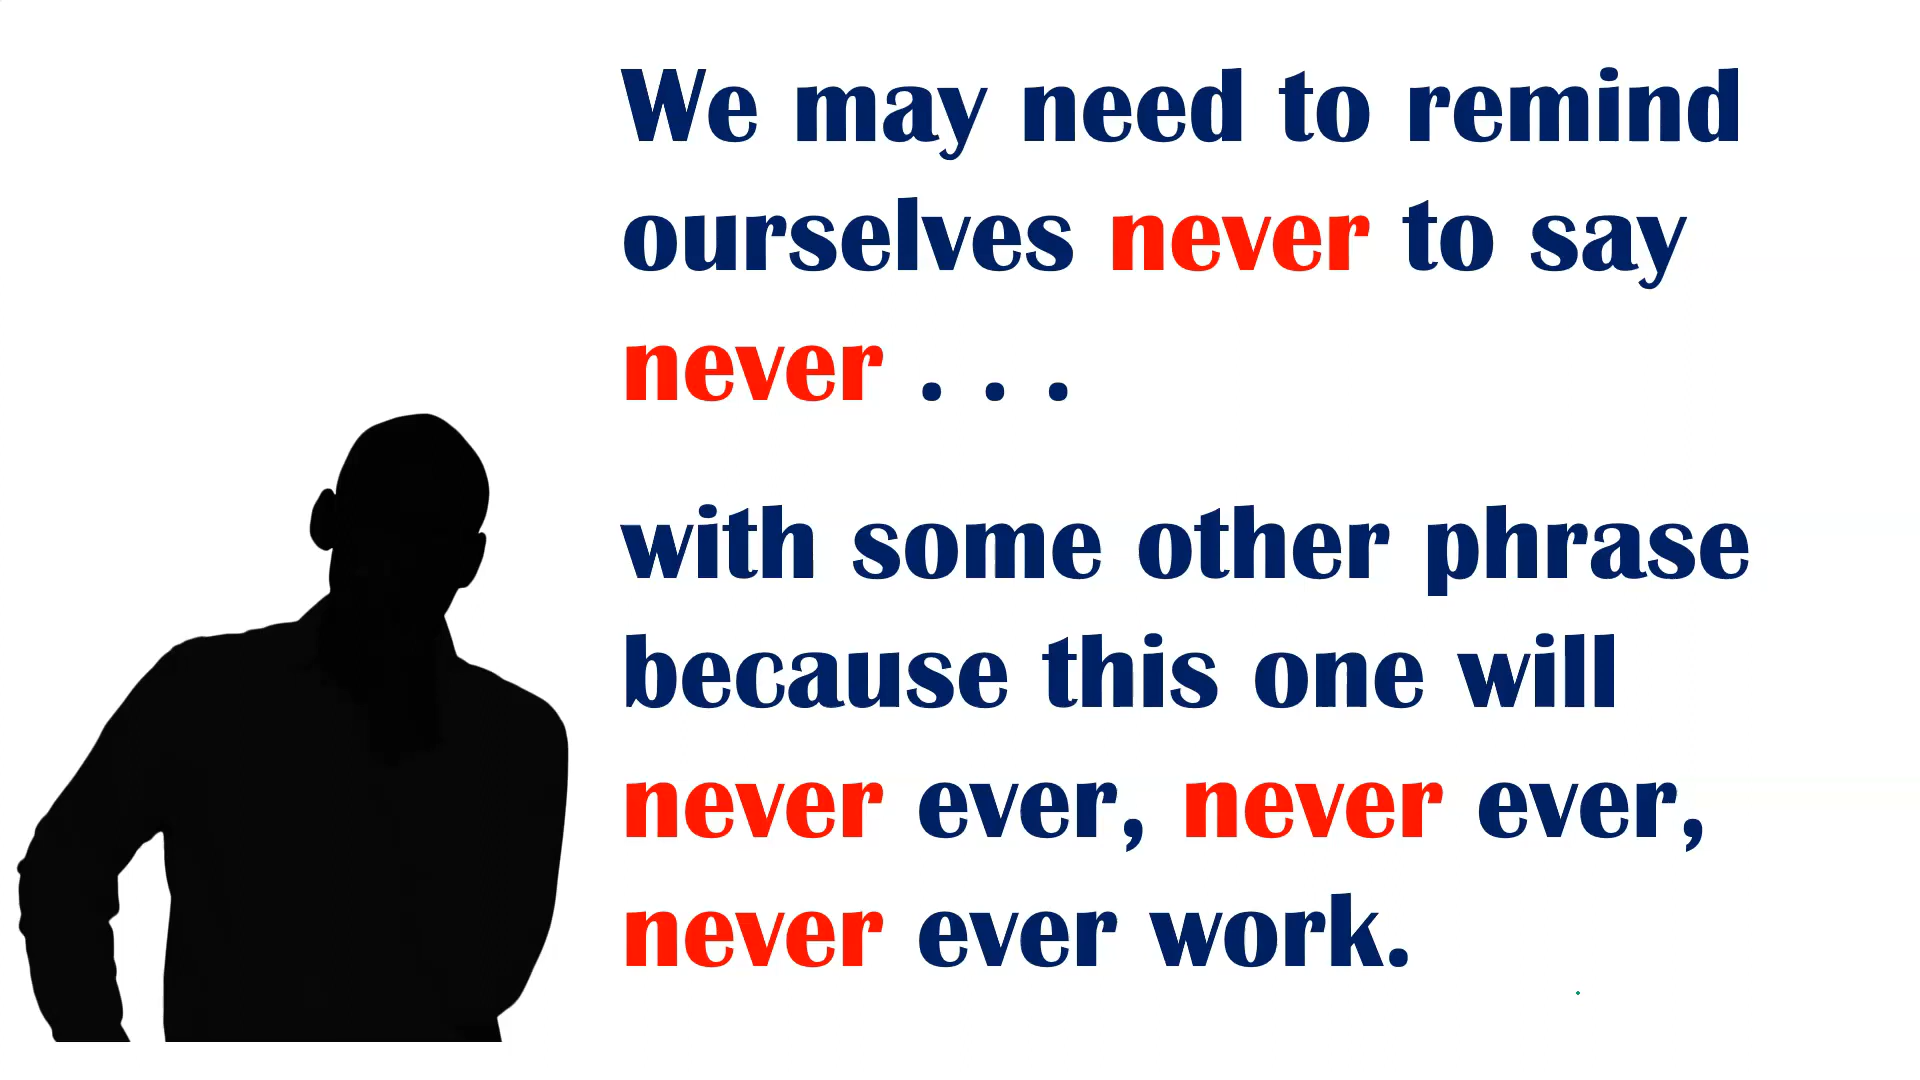 We may need to remind
ourselves never to say
never . . .
with some other phrase
because this one will
never ever, never ever,
never ever work.